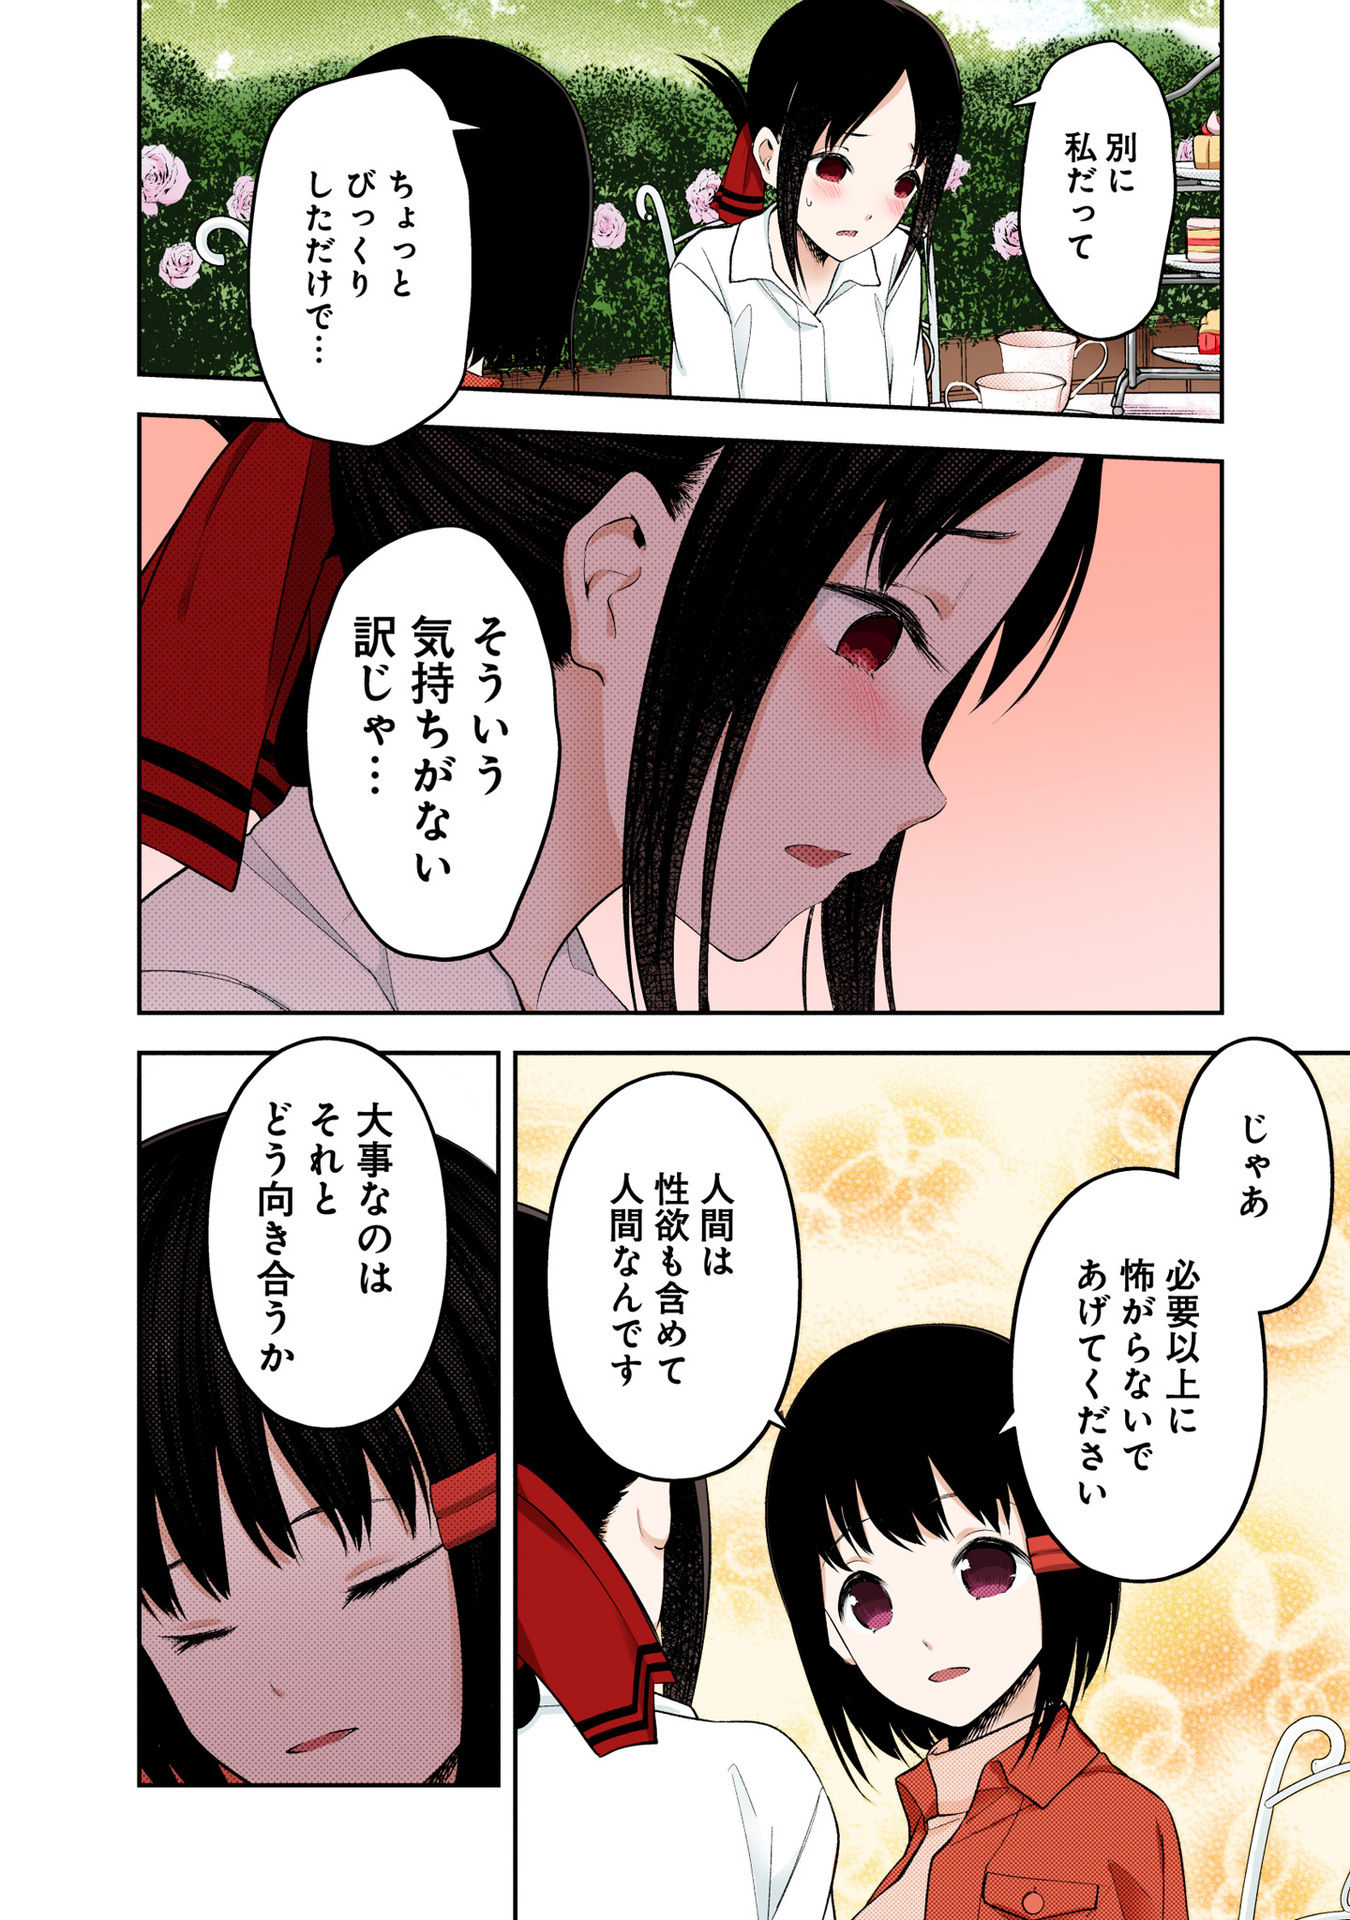 別に
私だって
ちょっと
びっくり
しただけで…
そういう
気持ちがない
訳じゃ…
じゃあ
必要以上に
怖がらないで
あげてください
人間は
性欲も含めて
人間なんです
大事なのは
それと
どう向き合うか